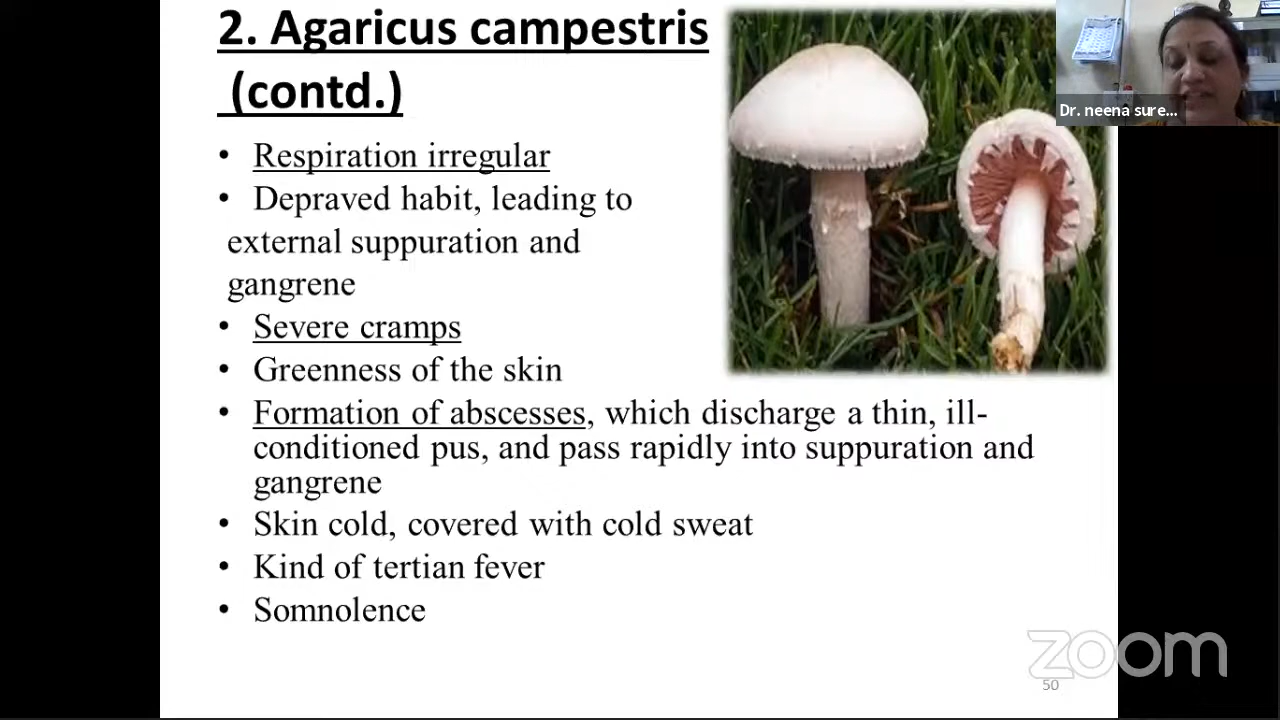 2. Agaricus campestris
(contd.)
Dr. neena sure...
• Respiration irregular
• Depraved habit, leading to
external suppuration and
gangrene
• Severe cramps
• Greenness of the skin
• Formation of abscesses, which discharge a thin, ill-
conditioned pus, and pass rapidly into suppuration and
gangrene
• Skin cold, covered with cold sweat
• Kind of tertian fever
• Somnolence
zoom
50